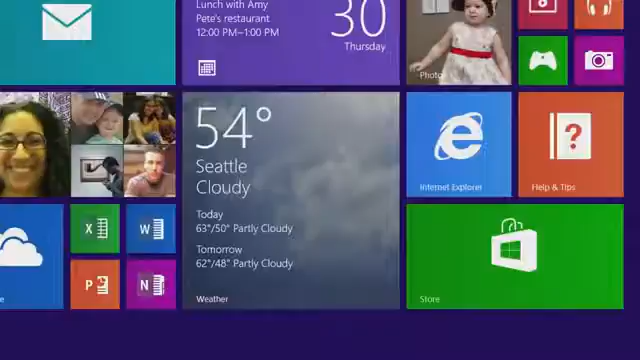 Lunch with Amy
Pete's restaurant
12:00 PM–1:00 PM
30
Thursday
Photos
54°
Seattle
Cloudy
Today
63°/50° Partly Cloudy
Tomorrow
62°/48° Partly Cloudy
Weather
Internet Explorer
Help & Tips
Store
e
X
W
P
N